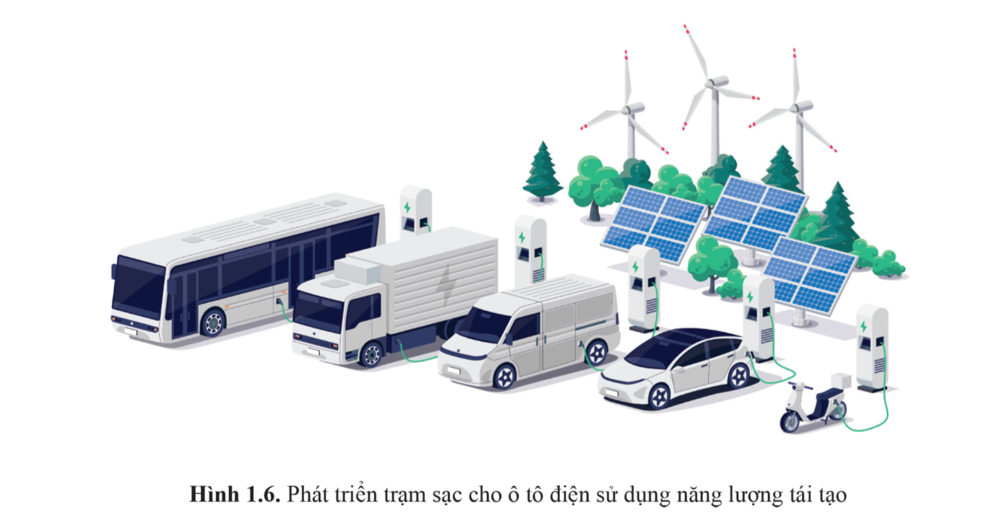 Hình 1.6. Phát triển trạm sạc cho ô tô điện sử dụng năng lượng tái tạo